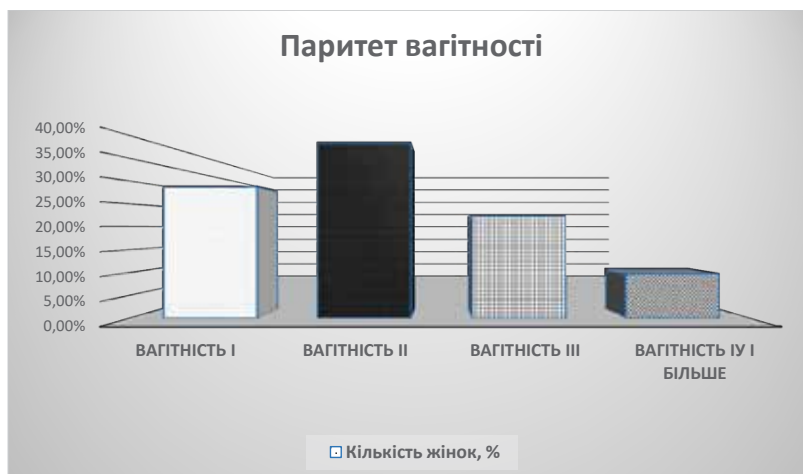 Паритет вагітності
40,00%
35,00%
30,00%
25,00%
20,00%
15,00%
10,00%
5,00%
0,00%
ВАГІТНІСТЬ І
ВАГІТНІСТЬ ІІ
ВАГІТНІСТЬ ІІІ
ВАГІТНІСТЬ ІУ І
БІЛЬШЕ
Кількість жінок, %